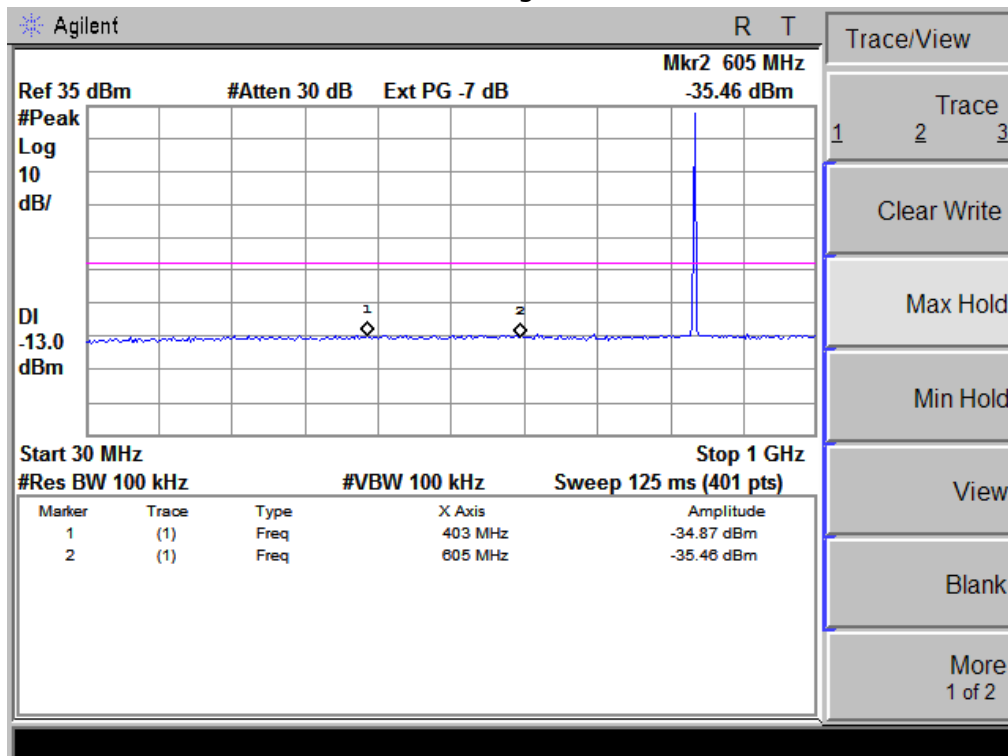 Agilent R T
Mkr2 605 MHz
Ref 35 dBm #Atten 30 dB Ext PG -7 dB -35.46 dBm
#Peak
Log
10
dB/
1 2
DI
-13.0
dBm
Start 30 MHz Stop 1 GHz
#Res BW 100 kHz #VBW 100 kHz Sweep 125 ms (401 pts)
Marker Trace Type X Axis Amplitude
1 (1) Freq 403 MHz -34.87 dBm
2 (1) Freq 605 MHz -35.46 dBm
Trace/View
Trace
1 2 3
Clear Write
Max Hold
Min Hold
View
Blank
More
1 of 2